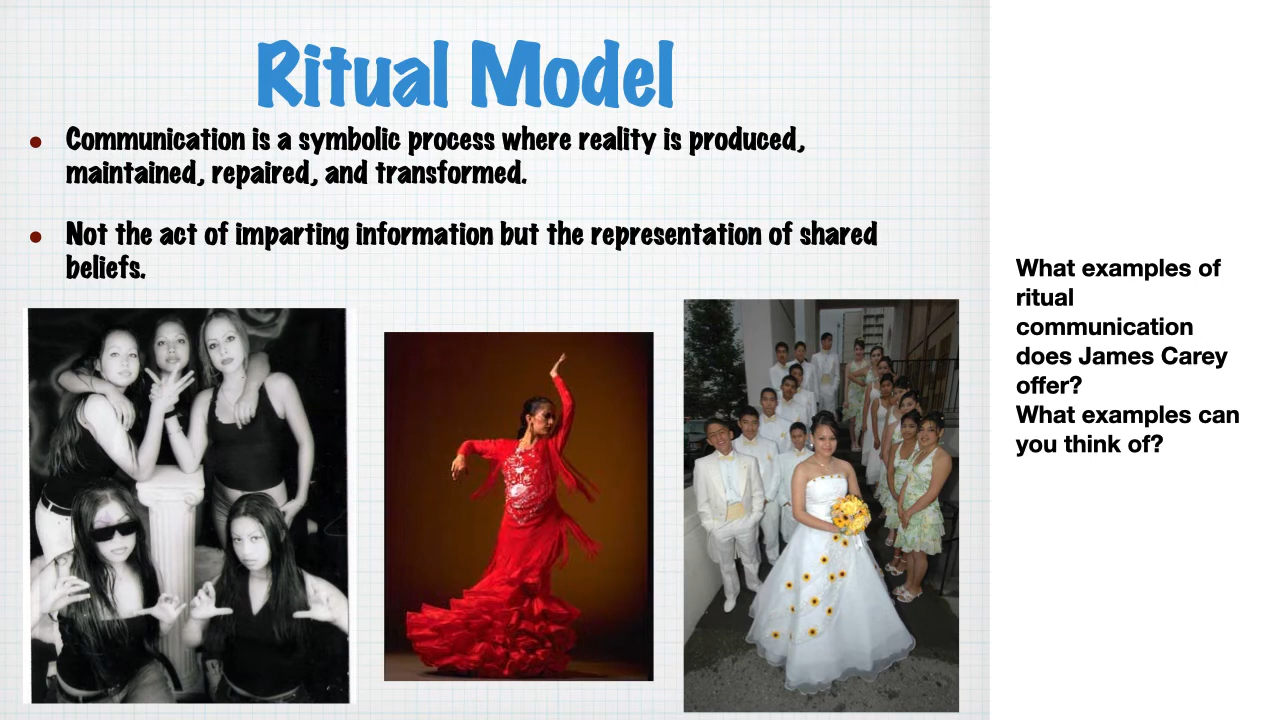 Ritual Model
• Communication is a symbolic process where reality is produced,
maintained, repaired, and transformed.
• Not the act of imparting information but the representation of shared
beliefs.
What examples of
ritual
communication
does James Carey
offer?
What examples can
you think of?